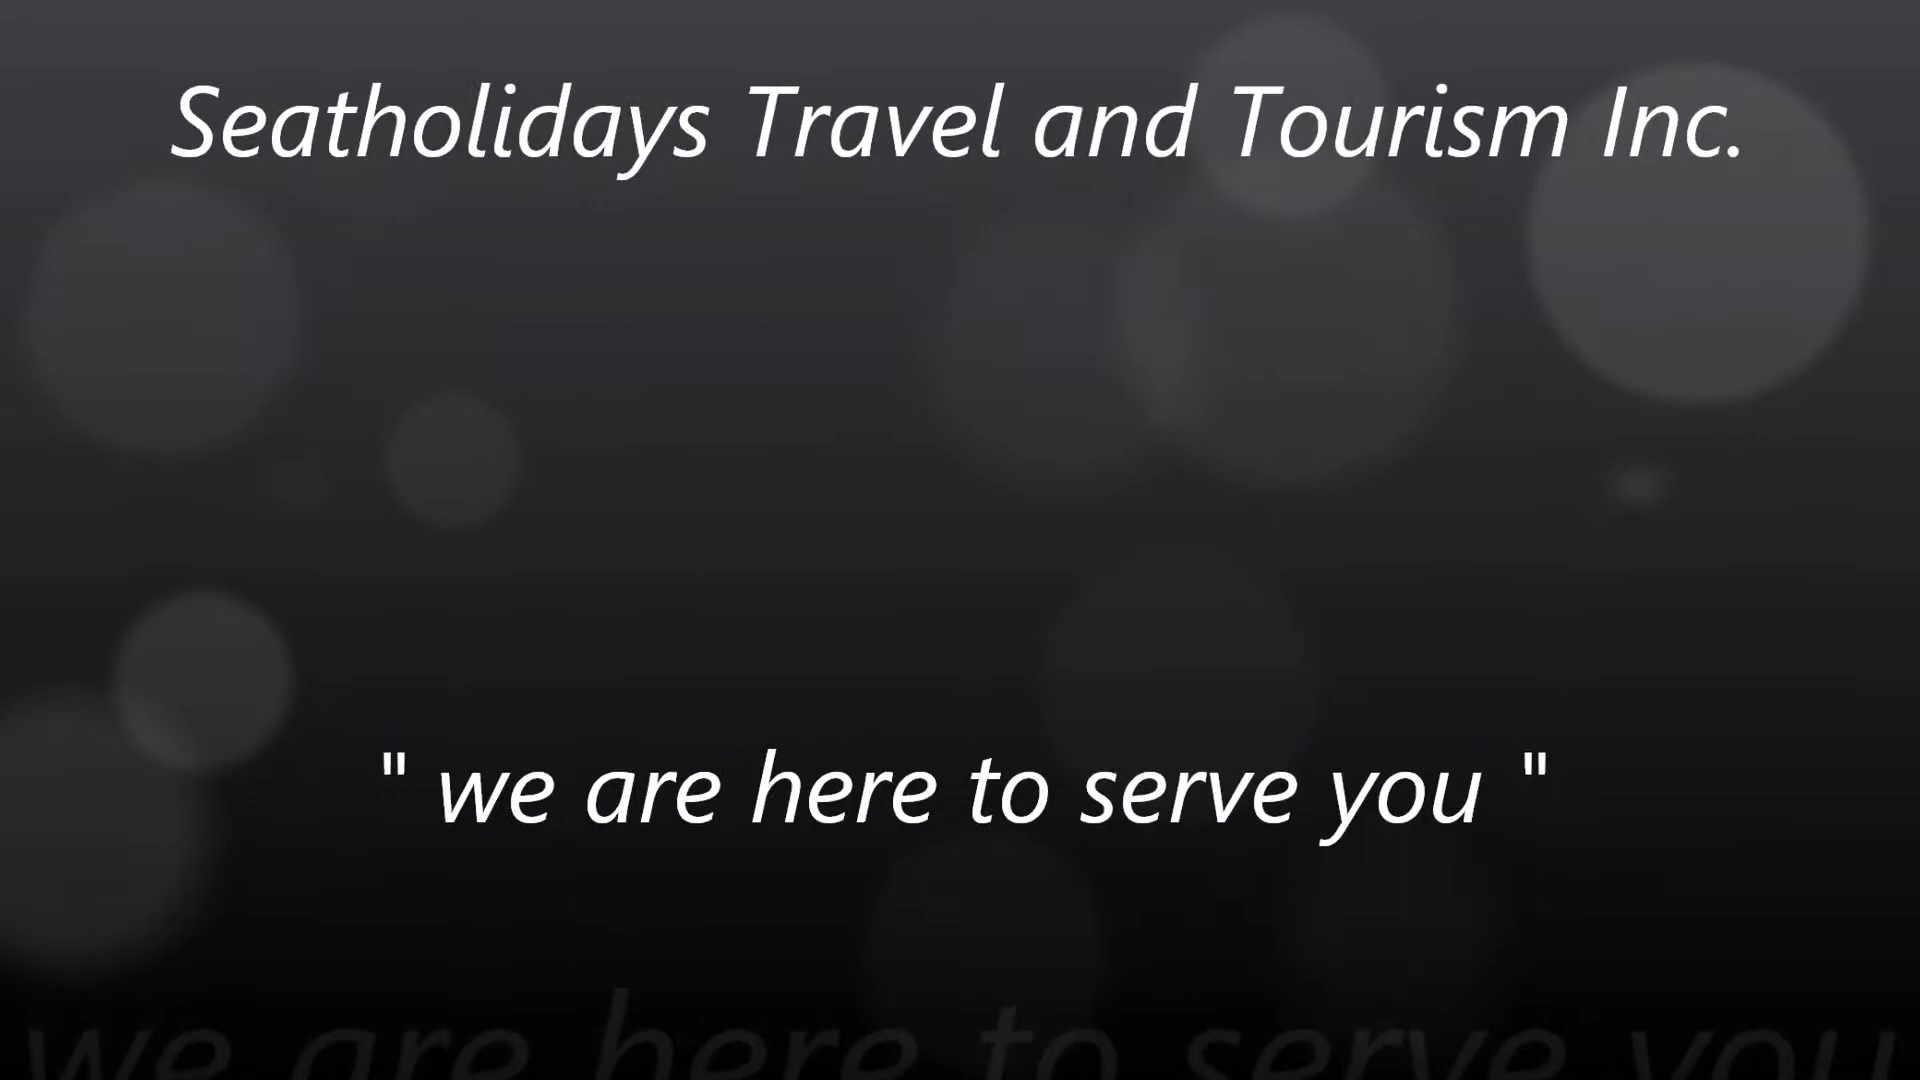 Seatholidays Travel and Tourism Inc.
" we are here to serve you "
we are here to serve you